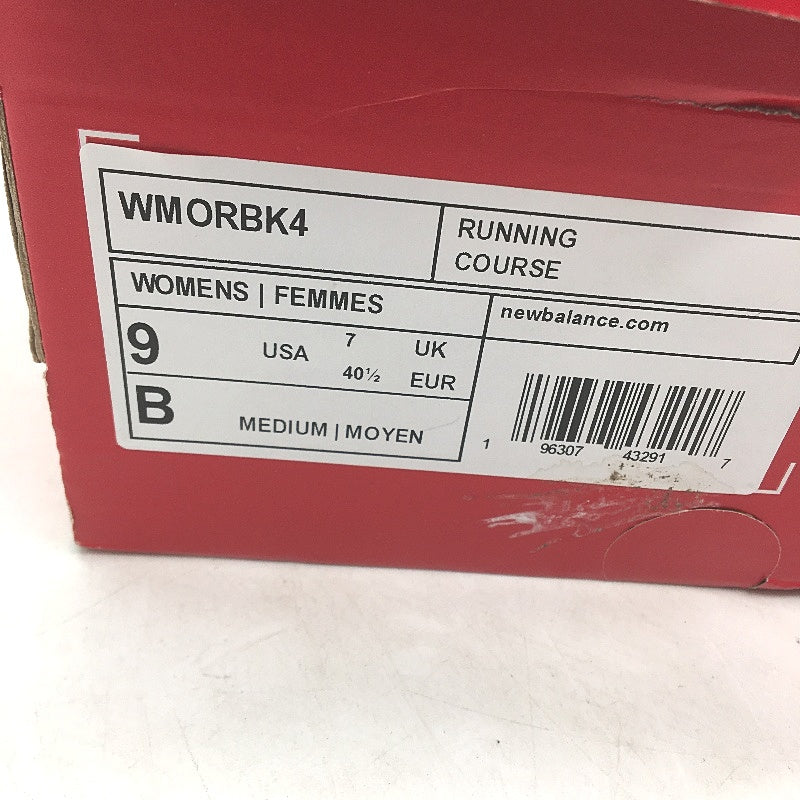 WMORBK4
RUNNING
COURSE
WOMENS | FEMMES
newbalance.com
9 USA 7 UK
40½ EUR
B MEDIUM | MOYEN
1 96307 43291 7